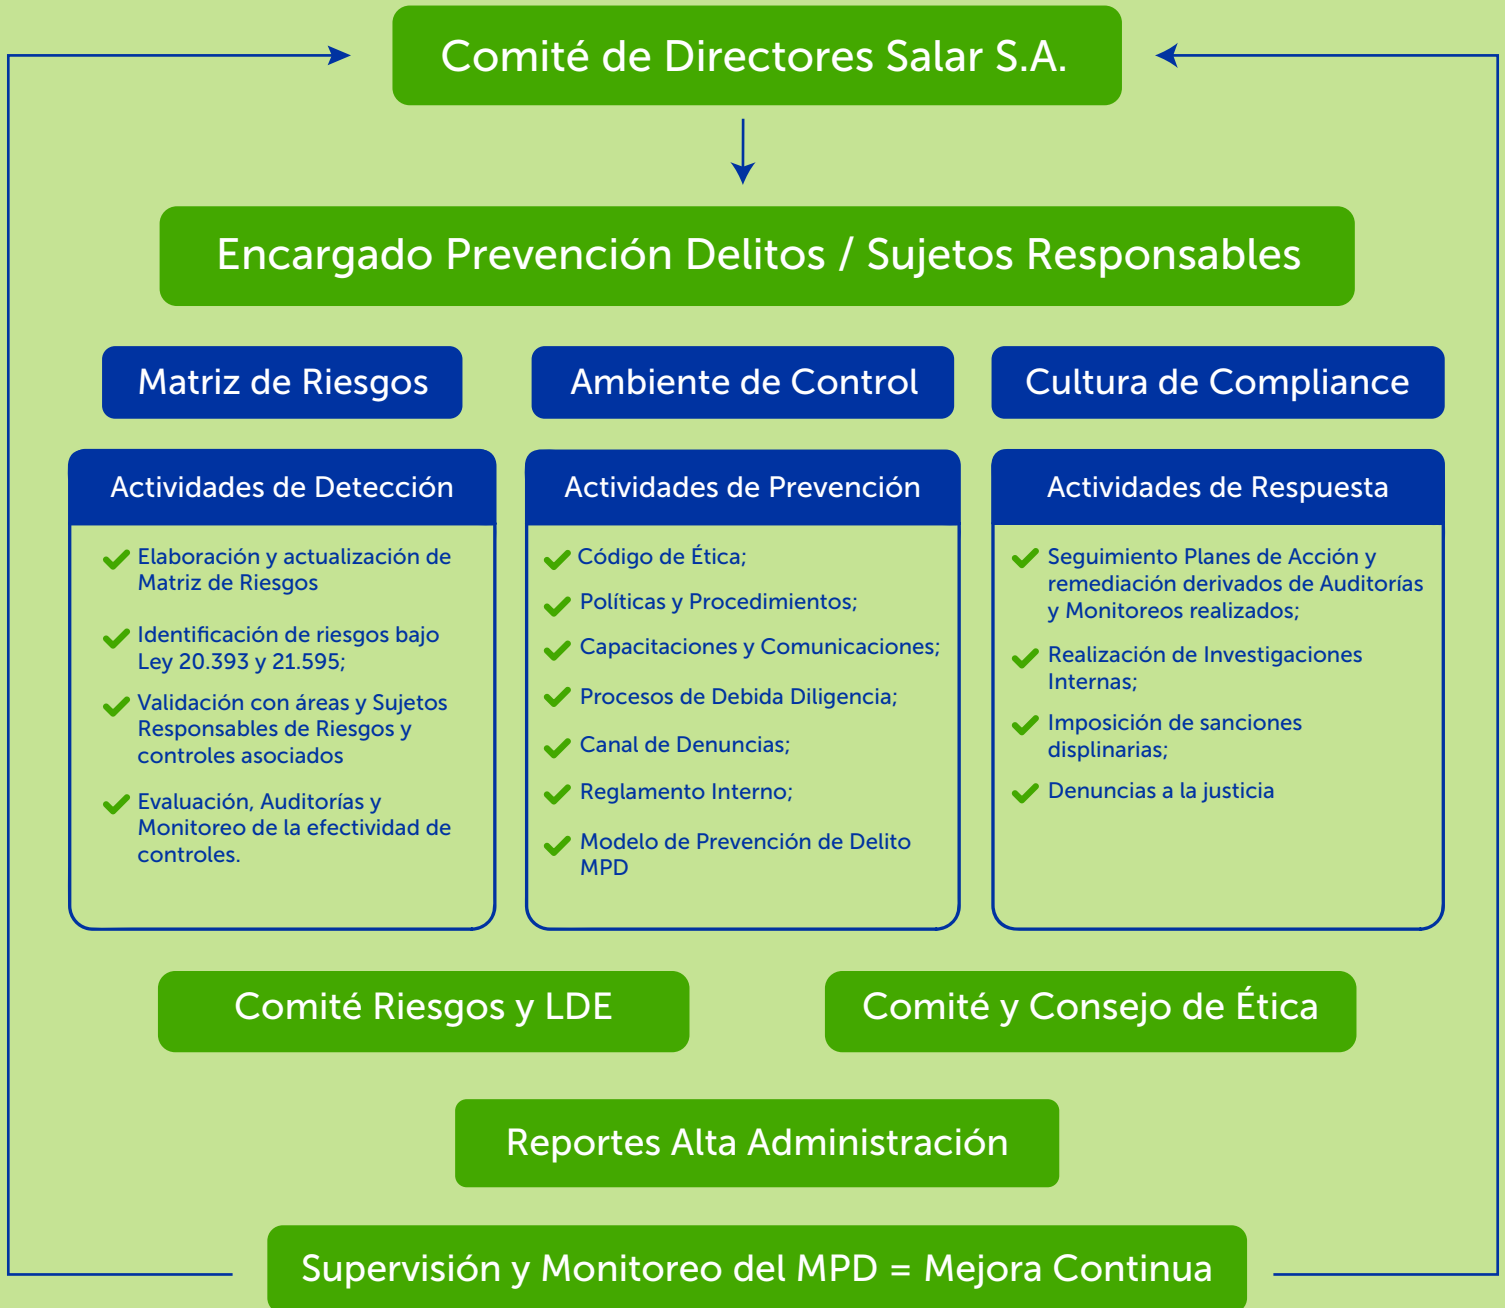 Comité de Directores Salar S.A.
Encargado Prevención Delitos / Sujetos Responsables
Matriz de Riesgos
Ambiente de Control
Cultura de Compliance
Actividades de Detección
Elaboración y actualización de
Matriz de Riesgos
Identificación de riesgos bajo
Ley 20.393 y 21.595;
Validación con áreas y Sujetos
Responsables de Riesgos y
controles asociados
Evaluación, Auditorías y
Monitoreo de la efectividad de
controles.
Actividades de Prevención
Código de Ética;
Políticas y Procedimientos;
Capacitaciones y Comunicaciones;
Procesos de Debida Diligencia;
Canal de Denuncias;
Reglamento Interno;
Modelo de Prevención de Delito
MPD
Actividades de Respuesta
Seguimiento Planes de Acción y
remediación derivados de Auditorías
y Monitoreos realizados;
Realización de Investigaciones
Internas;
Imposición de sanciones
displinarias;
Denuncias a la justicia
Comité Riesgos y LDE
Comité y Consejo de Ética
Reportes Alta Administración
Supervisión y Monitoreo del MPD = Mejora Continua